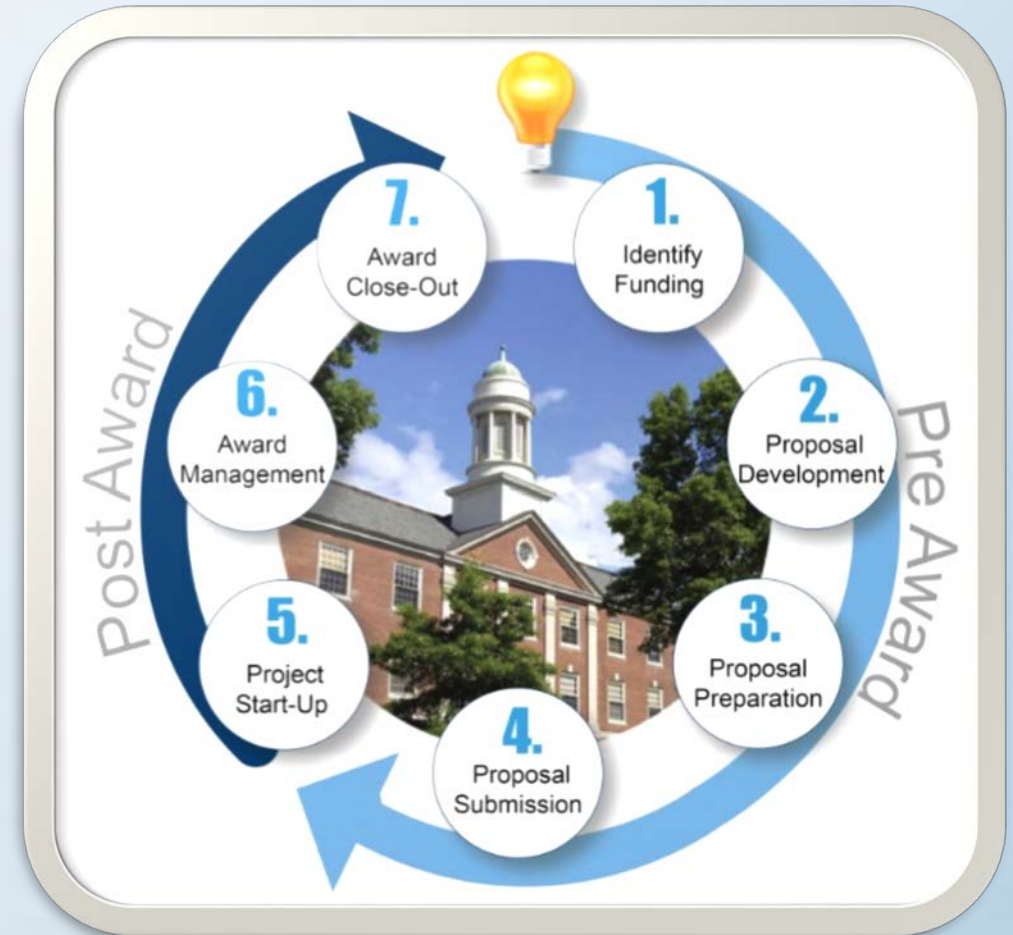 1.
Identify
Funding
2.
Proposal
Development
3.
Proposal
Preparation
4.
Proposal
Submission
5.
Project
Start-Up
6.
Award
Management
7.
Award
Close-Out
Pre Award
Post Award